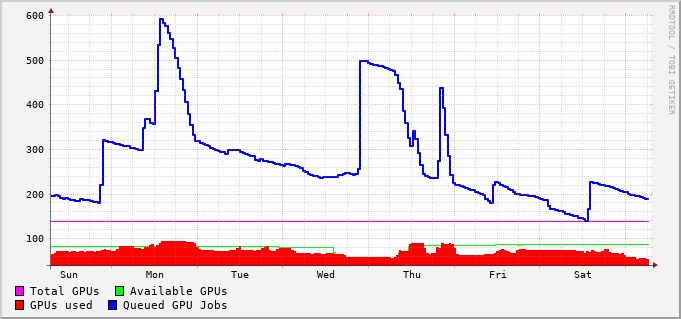 600
500
400
300
200
100
Sun Mon Tue Wed Thu Fri Sat
Total GPUs Available GPUs
GPUs used Queued GPU Jobs
RRDTOOL / TOBI OETIKER